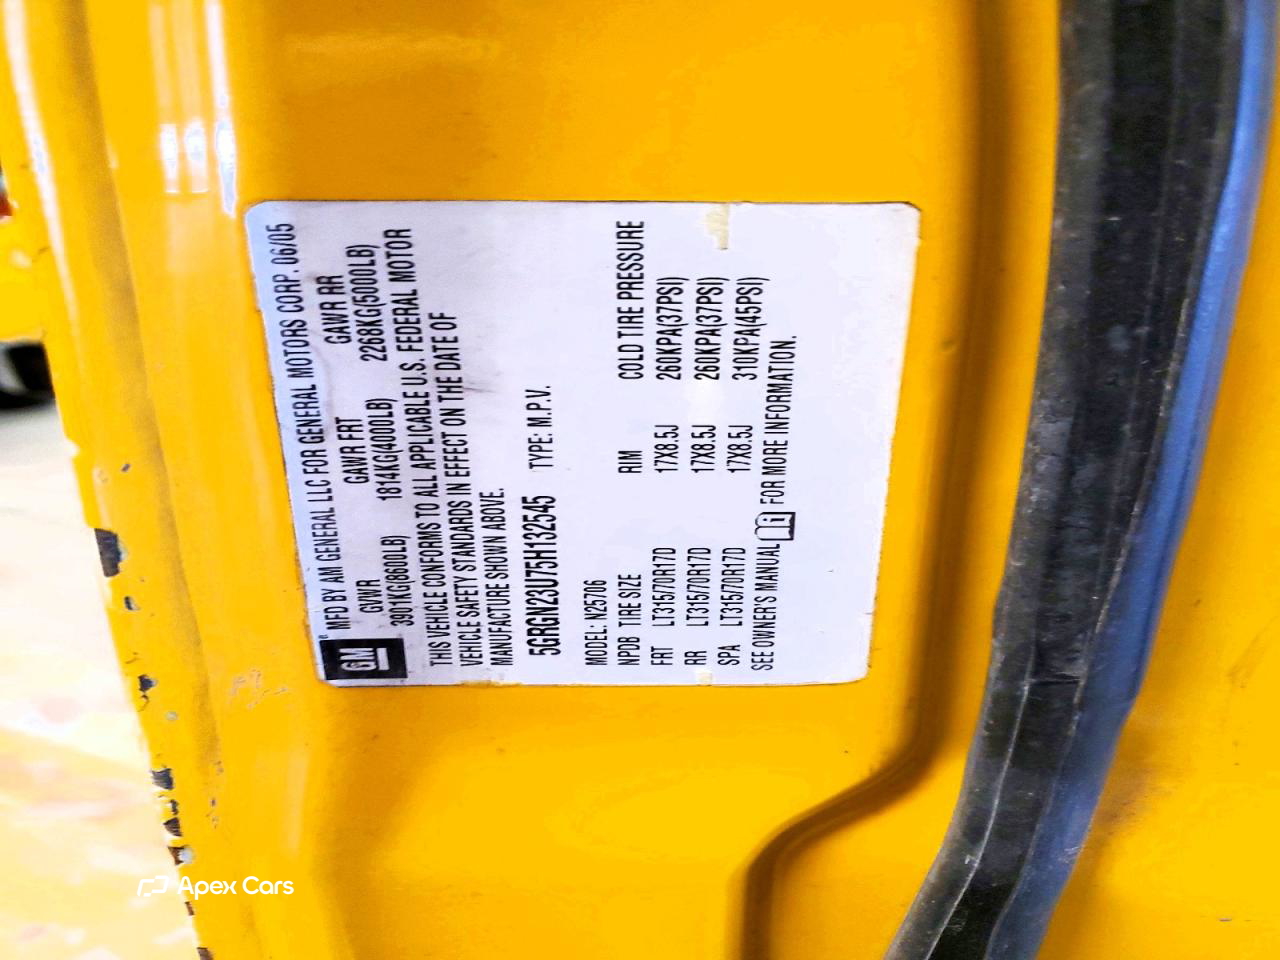 GM
MFD BY AM GENERAL LLC FOR GENERAL MOTORS CORP. 06/05
GVWR GAWR FRT GAWR RR
3901KG(8600LB) 1814KG(4000LB) 2268KG(5000LB)
THIS VEHICLE CONFORMS TO ALL APPLICABLE U.S. FEDERAL MOTOR
VEHICLE SAFETY STANDARDS IN EFFECT ON THE DATE OF
MANUFACTURE SHOWN ABOVE.
5GRGN23U75H132545 TYPE: M.P.V.
MODEL: N25706
NPDB TIRE SIZE RIM COLD TIRE PRESSURE
FRT LT315/70R17D 17X8.5J 260KPA(37PSI)
RR LT315/70R17D 17X8.5J 260KPA(37PSI)
SPA LT315/70R17D 17X8.5J 310KPA(45PSI)
SEE OWNER'S MANUAL FOR MORE INFORMATION.
Apex Cars